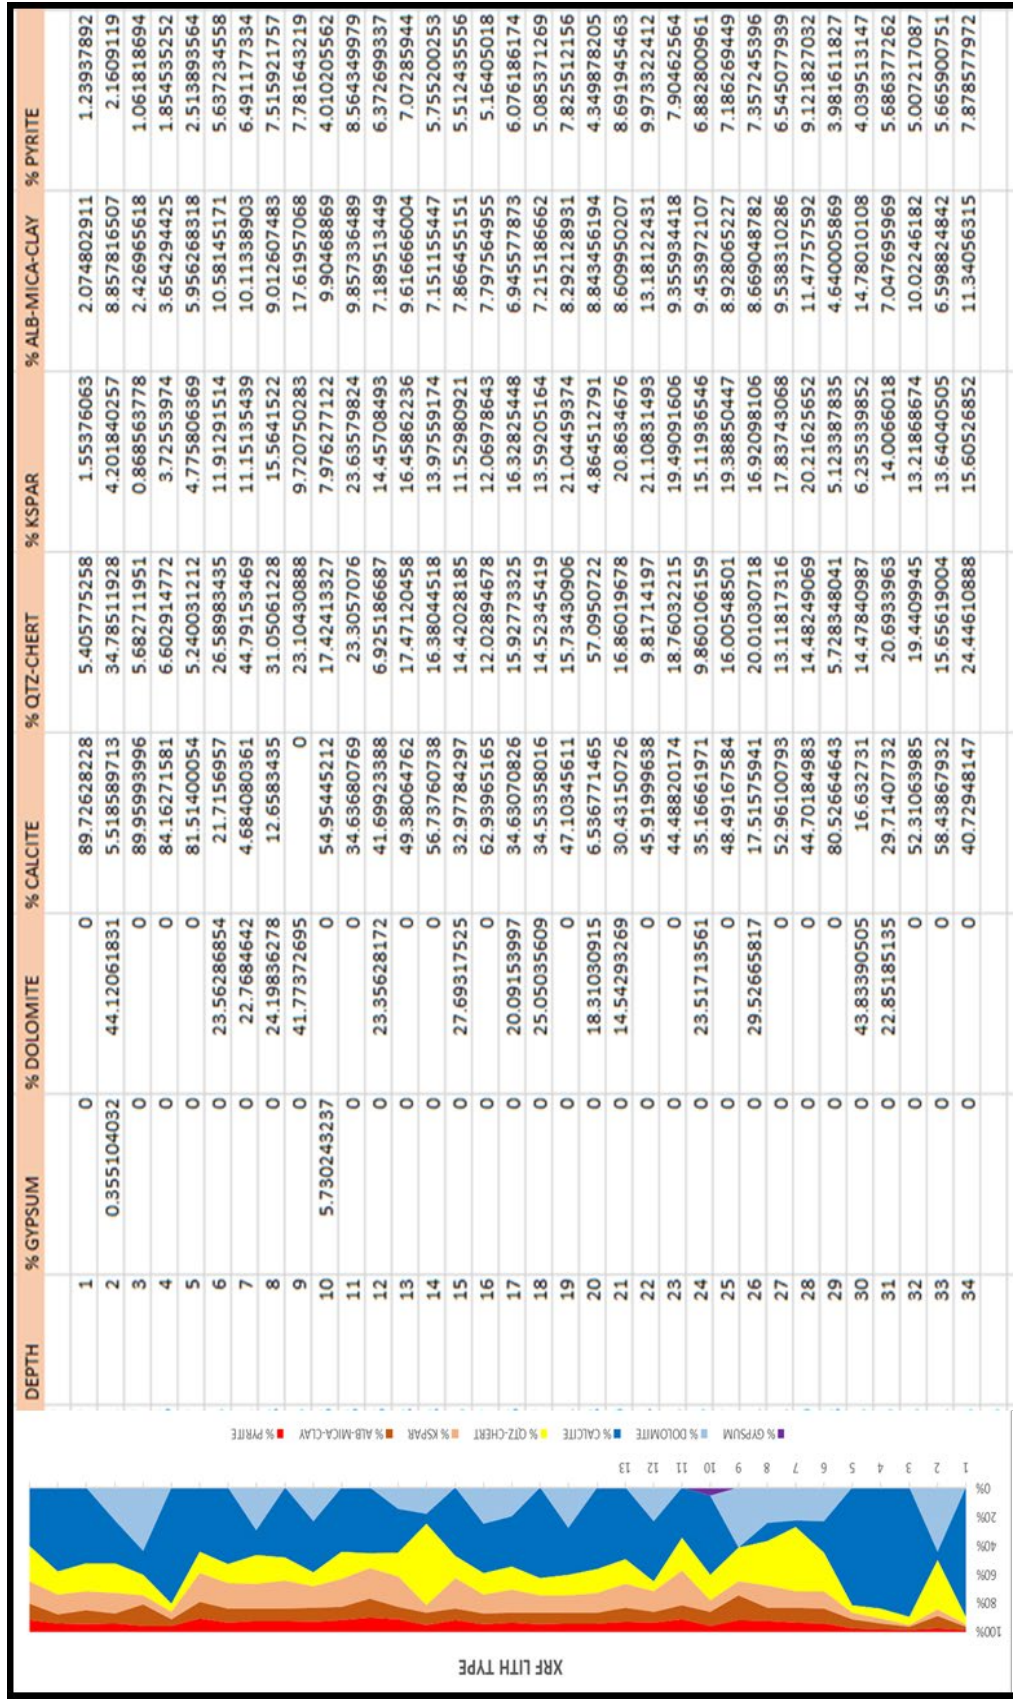 DEPTH % GYPSUM % DOLOMITE % CALCITE % QTZ-CHERT % KSPAR % ALB-MICA-CLAY % PYRITE
1 0 0 89.72628228 5.405775258 1.55376063 2.074802911 1.23937892
2 0.355104032 44.12061831 5.518589713 34.78511928 4.201840257 8.857816507 2.1609119
3 0 0 89.95993996 5.682711951 0.868563778 2.426965618 1.061818694
4 0 0 84.16271581 6.602914772 3.72553974 3.654294425 1.854535252
5 0 0 81.51400054 5.240031212 4.775806369 5.956268318 2.513893564
6 0 23.56286854 21.71569957 26.58983435 11.91291514 10.58145171 5.637234558
7 0 22.7684642 4.684080361 44.79153469 11.15135439 10.11338903 6.491177334
8 0 24.19836278 12.6583435 31.05061228 15.5641522 9.012607483 7.515921757
9 0 41.77372695 0 23.10430888 9.720750283 17.61957068 7.781643219
10 5.730243237 0 54.95445212 17.42413327 7.976277122 9.90468869 4.010205562
11 0 0 34.63680769 23.3057076 23.63579824 9.857336489 8.564349979
12 0 23.35628172 41.69923388 6.925186687 14.45708493 7.189513449 6.372699337
13 0 0 49.38064762 17.47120458 16.45862236 9.616666004 7.07285944
14 0 0 56.73760738 16.38044518 13.97559174 7.151155447 5.755200253
15 0 27.69317525 32.97784297 14.42028185 11.52980921 7.866455151 5.512435556
16 0 0 62.93965165 12.02894678 12.06978643 7.797564955 5.16405018
17 0 20.09153997 34.63070826 15.92773325 16.32825448 6.945577873 6.076186174
18 0 25.05035609 34.53358016 14.52345419 13.59205164 7.215186662 5.085371269
19 0 0 47.10345611 15.73430906 21.04459374 8.292128931 7.825512156
20 0 18.31030915 6.536771465 57.0950722 4.864512791 8.843456194 4.349878205
21 0 14.54293269 30.43150726 16.86019678 20.8634676 8.609950207 8.691945463
22 0 0 45.91999638 9.81714197 21.10831493 13.18122431 9.973322412
23 0 0 44.48820174 18.76032215 19.49091606 9.355934418 7.90462564
24 0 23.51713561 35.16661971 9.860106159 15.11936546 9.453972107 6.882800961
25 0 0 48.49167584 16.00548501 19.38850447 8.928065227 7.186269449
26 0 29.52665817 17.51575941 20.01030718 16.92098106 8.669048782 7.357245396
27 0 0 52.96100793 13.11817316 17.83743068 9.538310286 6.545077939
28 0 0 44.70184983 14.48249069 20.21625652 11.47757592 9.121827032
29 0 0 80.52664643 5.728348041 5.123387835 4.640005869 3.981611827
30 0 43.83390505 16.632731 14.47840987 6.235339852 14.78010108 4.039513147
31 0 22.85185135 29.71407732 20.6933963 14.0066018 7.047695969 5.686377262
32 0 0 52.31063985 19.4409945 13.21868674 10.02246182 5.007217087
33 0 0 58.43867932 15.65619004 13.64040505 6.598824842 5.665900751
34 0 0 40.72948147 24.44610888 15.60526852 11.34056315 7.878577972
XRF LITH TYPE
100% 80% 60% 40% 20% 0%
1 2 3 4 5 6 7 8 9 10 11 12 13
% GYPSUM % DOLOMITE % CALCITE % QTZ-CHERT % KSPAR % ALB-MICA-CLAY % PYRITE